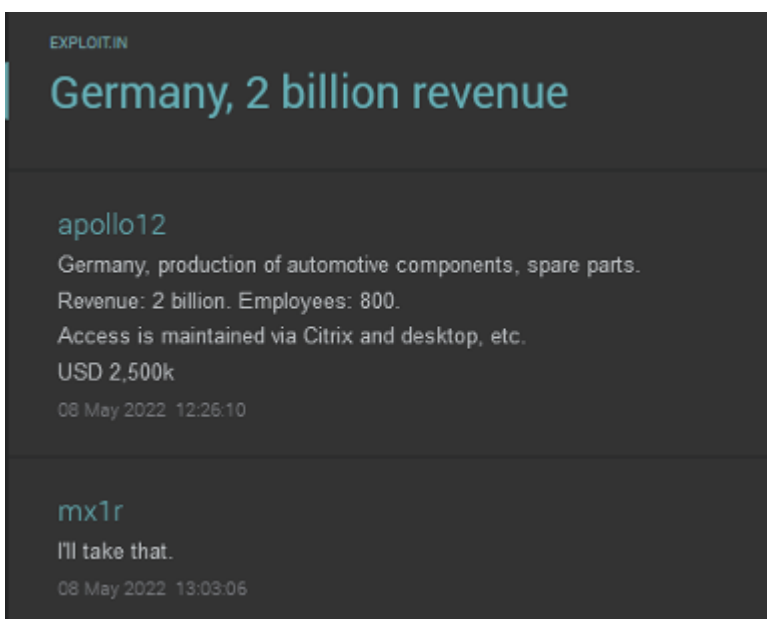 EXPLOIT.IN
Germany, 2 billion revenue
apollo12
Germany, production of automotive components, spare parts.
Revenue: 2 billion. Employees: 800.
Access is maintained via Citrix and desktop, etc.
USD 2,500k
08 May 2022 12:26:10
mx1r
I'll take that.
08 May 2022 13:03:06